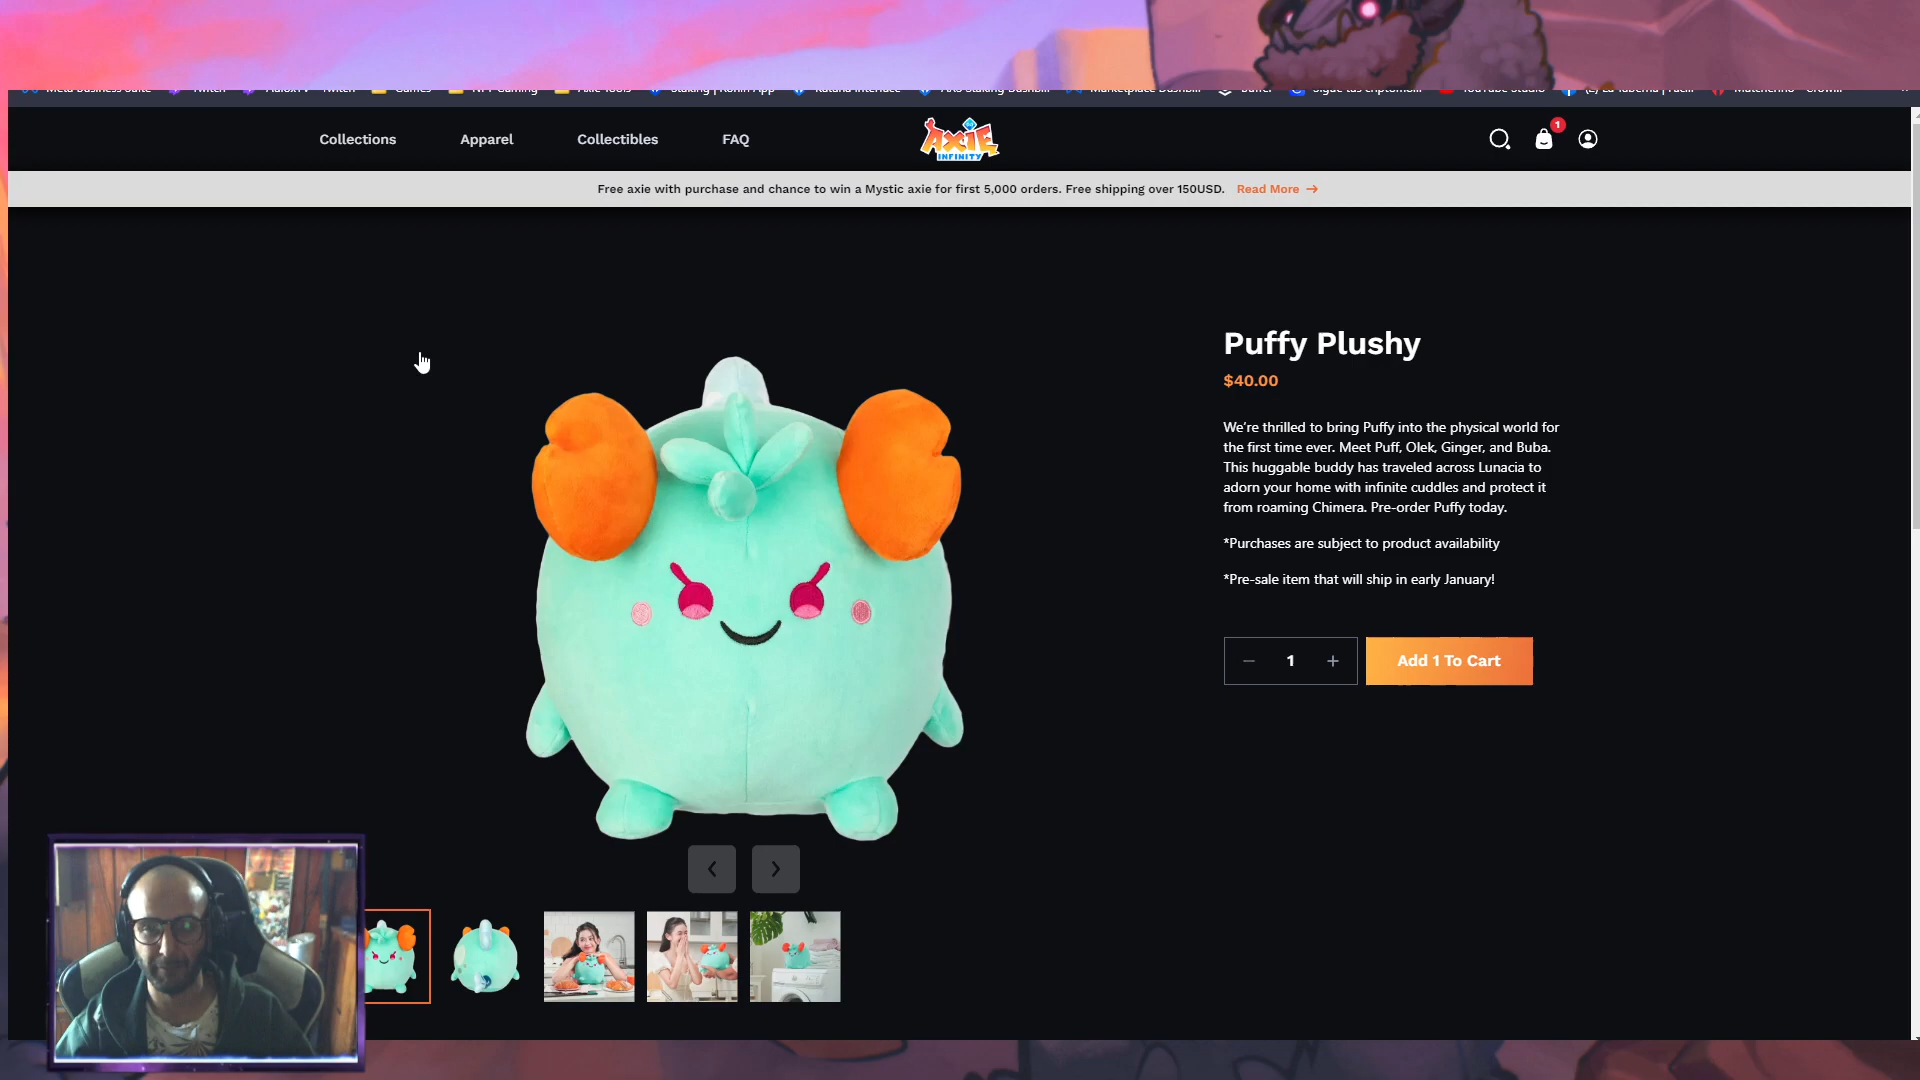 Collections
Apparel
Collectibles
FAQ
AXIE
INFINITY
1
Free axie with purchase and chance to win a Mystic axie for first 5,000 orders. Free shipping over 150USD. Read More →
Puffy Plushy
$40.00
We're thrilled to bring Puffy into the physical world for
the first time ever. Meet Puff, Olek, Ginger, and Buba.
This huggable buddy has traveled across Lunacia to
adorn your home with infinite cuddles and protect it
from roaming Chimera. Pre-order Puffy today.
*Purchases are subject to product availability
*Pre-sale item that will ship in early January!
− 1 +
Add 1 To Cart